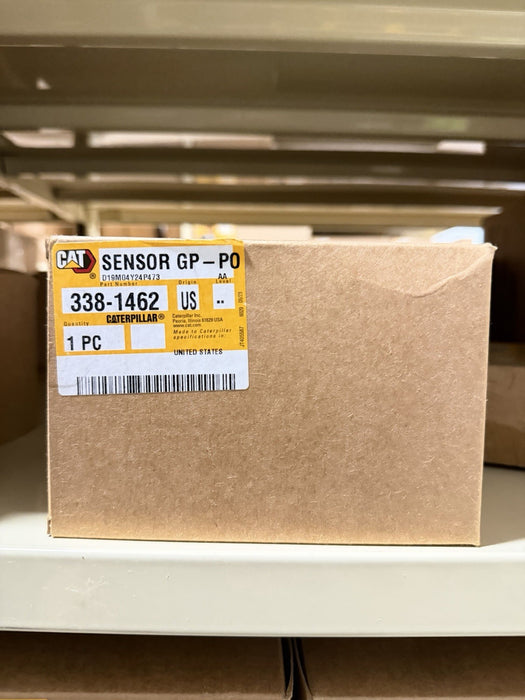 CAT
®
SENSOR GP-PO
D19M04Y24P473
AA
Part Number
Origin
Level
338-1462
US
--
Quantity
CATERPILLAR®
Caterpillar Inc.
Peoria, Illinois 61629 USA
www.cat.com
1 PC
Made to Caterpillar
specifications in:
UNITED STATES